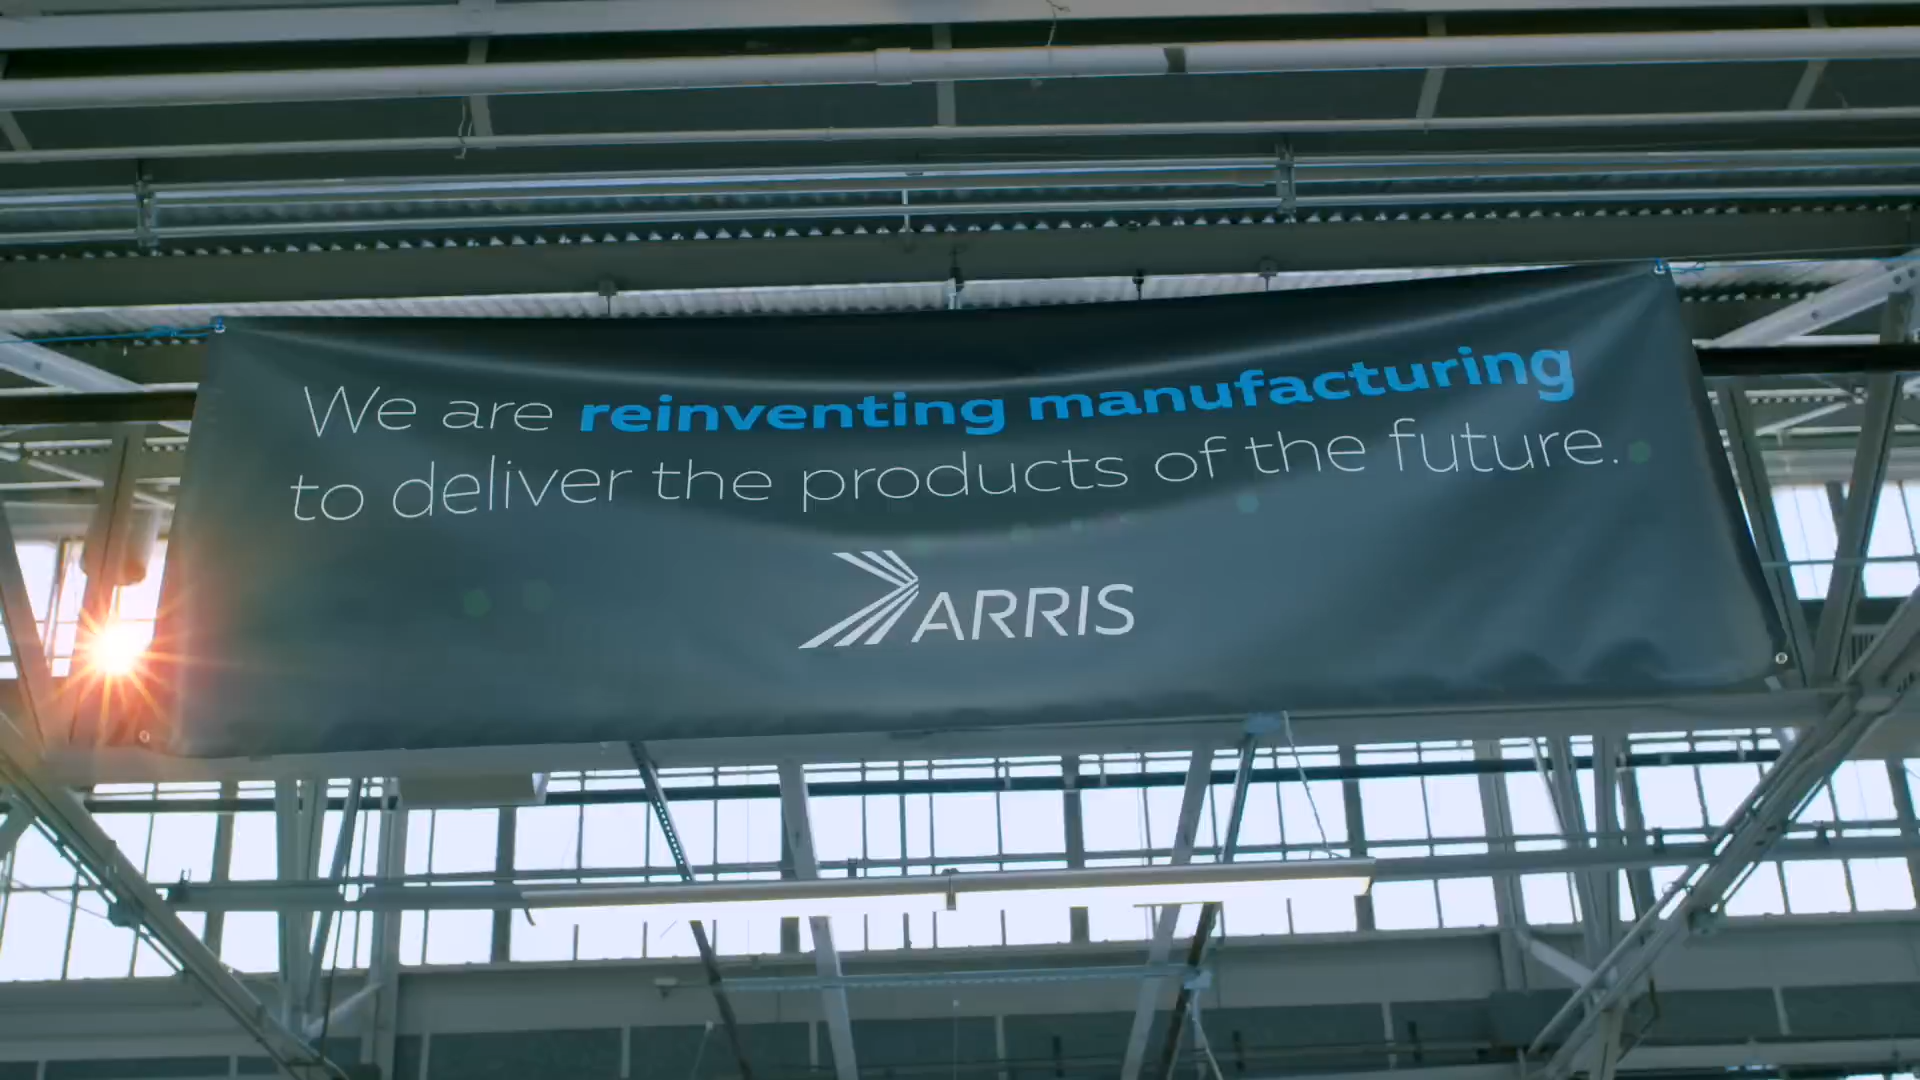 We are reinventing manufacturing
to deliver the products of the future.
ARRIS